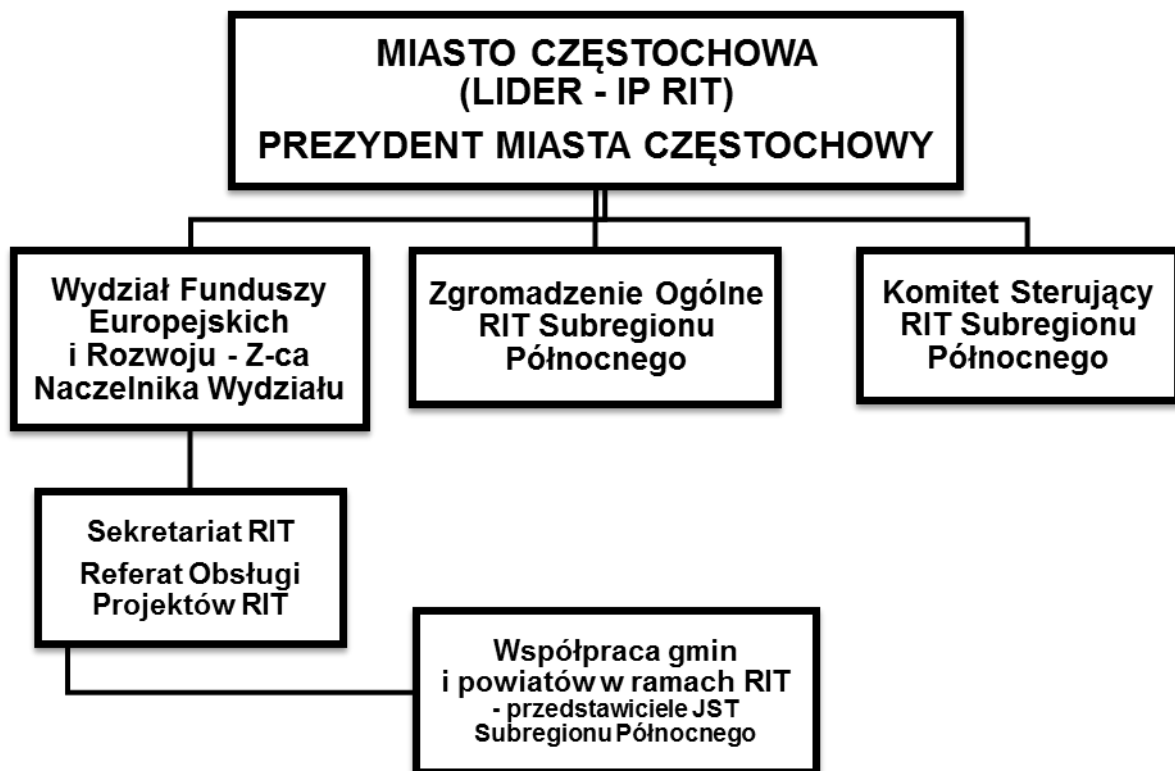 MIASTO CZĘSTOCHOWA
(LIDER - IP RIT)
PREZYDENT MIASTA CZĘSTOCHOWY
Wydział Funduszy
Europejskich
i Rozwoju - Z-ca
Naczelnika Wydziału
Zgromadzenie Ogólne
RIT Subregionu
Północnego
Komitet Sterujący
RIT Subregionu
Północnego
Sekretariat RIT
Referat Obsługi
Projektów RIT
Współpraca gmin
i powiatów w ramach RIT
- przedstawiciele JST
Subregionu Północnego